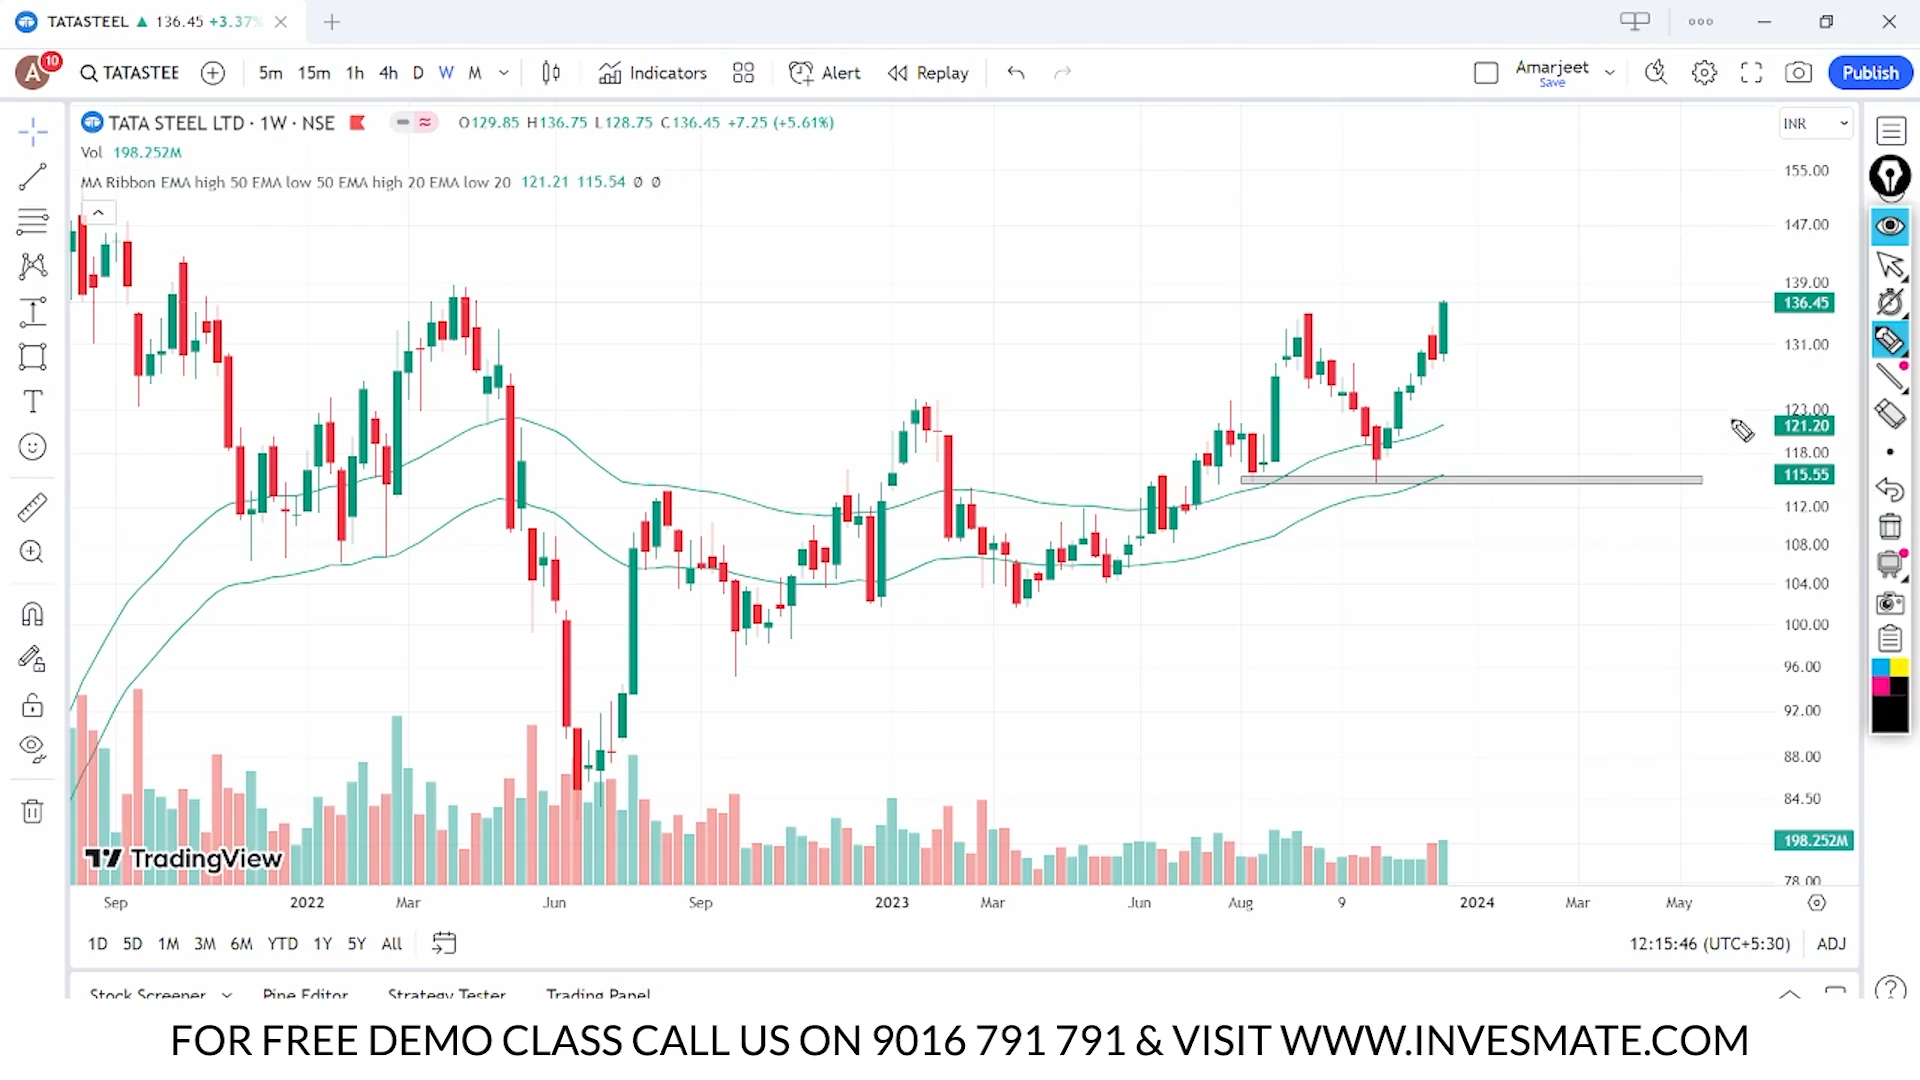 TATASTEEL ▲ 136.45 +3.37%
A 10 TATASTEE 5m 15m 1h 4h D W M Indicators Alert Replay Amarjeet Save Publish
TATA STEEL LTD · 1W · NSE O129.85 H136.75 L128.75 C136.45 +7.25 (+5.61%) INR
Vol 198.252M
MA Ribbon EMA high 50 EMA low 50 EMA high 20 EMA low 20 121.21 115.54 ∅ ∅
155.00
147.00
139.00
136.45
131.00
123.00
121.20
118.00
115.55
112.00
108.00
104.00
100.00
96.00
92.00
88.00
84.50
198.252M
78.00
TradingView
Sep 2022 Mar Jun Sep 2023 Mar Jun Aug 9 2024 Mar May
1D 5D 1M 3M 6M YTD 1Y 5Y All 12:15:46 (UTC+5:30) ADJ
Stock Screener Pine Editor Strategy Tester Trading Panel
FOR FREE DEMO CLASS CALL US ON 9016 791 791 & VISIT WWW.INVESMATE.COM